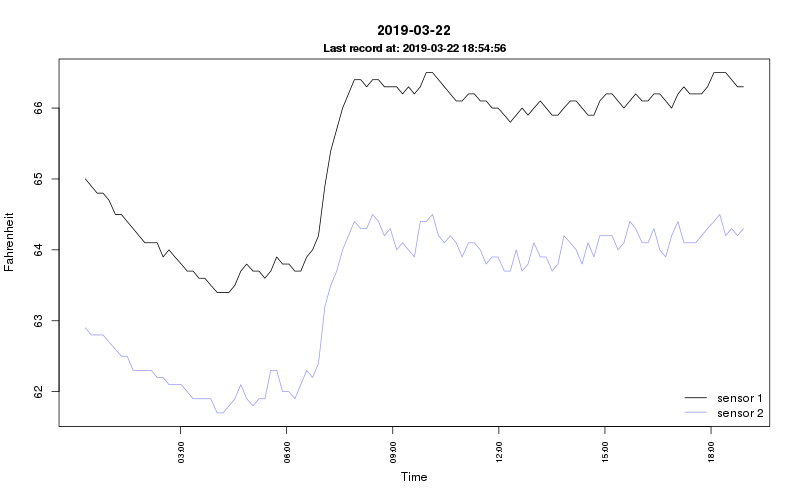 2019-03-22
Last record at: 2019-03-22 18:54:56
Fahrenheit
66
65
64
63
62
sensor 1
sensor 2
03:00 06:00 09:00 12:00 15:00 18:00
Time